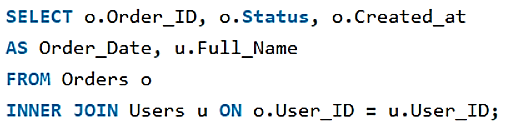 SELECT o.Order_ID, o.Status, o.Created_at
AS Order_Date, u.Full_Name
FROM Orders o
INNER JOIN Users u ON o.User_ID = u.User_ID;